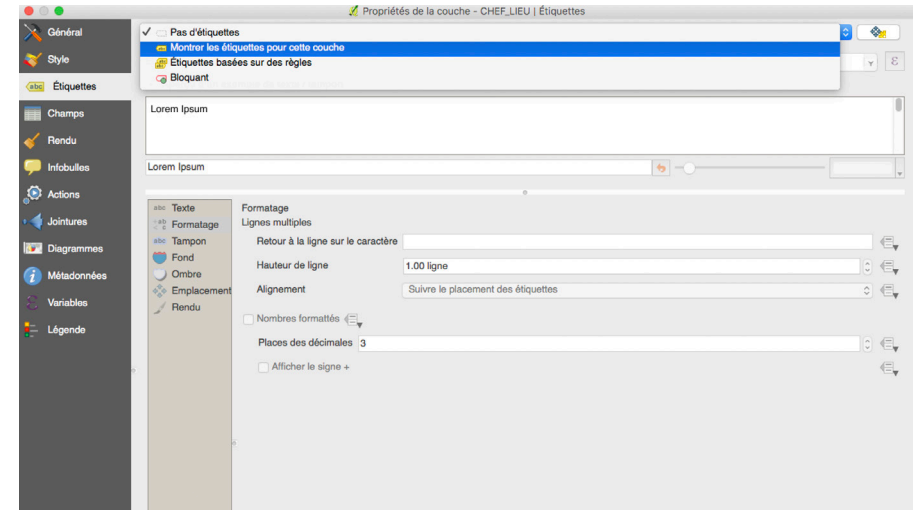 Propriétés de la couche - CHEF_LIEU | Étiquettes
Général
Style
abc Étiquettes
Champs
Rendu
Infobulles
Actions
Jointures
Diagrammes
Métadonnées
Variables
Légende
✓ Pas d'étiquettes
Montrer les étiquettes pour cette couche
Étiquettes basées sur des règles
Bloquant
ε
Lorem Ipsum
Lorem Ipsum
abc Texte
Formatage
abc Tampon
Fond
Ombre
Emplacement
Rendu
Formatage
Lignes multiples
Retour à la ligne sur le caractère
Hauteur de ligne 1.00 ligne
Alignement Suivre le placement des étiquettes
Nombres formattés
Places des décimales 3
Afficher le signe +